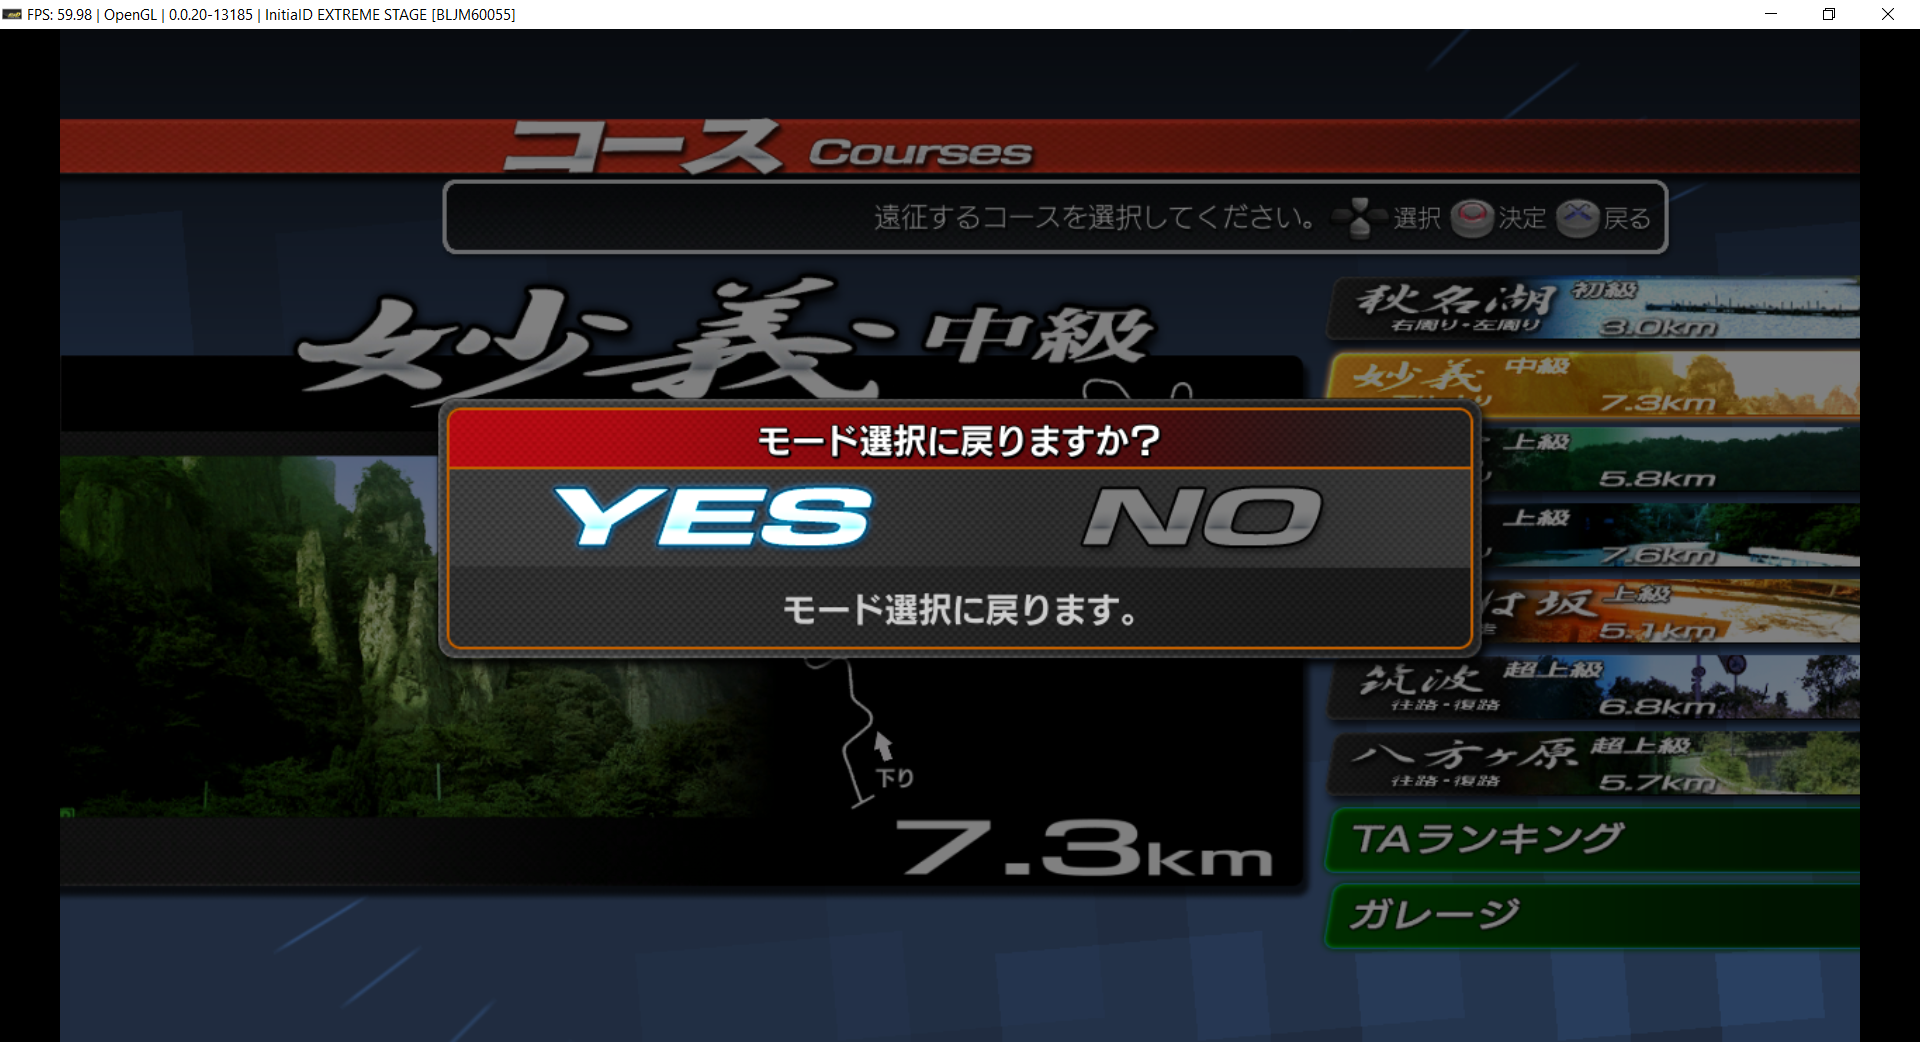 FPS: 59.98 | OpenGL | 0.0.20-13185 | InitialD EXTREME STAGE [BLJM60055]
コース Courses
遠征するコースを選択してください。 選択 決定 戻る
妙義 中級
秋名湖 初級
右周り・左周り 3.0km
妙義 中級
7.3km
モード選択に戻りますか?
YES NO
モード選択に戻ります。
上級
5.8km
上級
7.6km
は坂 上級
5.1km
筑波 超上級
往路・復路 6.8km
八方ヶ原 超上級
往路・復路 5.7km
下り
7.3km
TAランキング
ガレージ